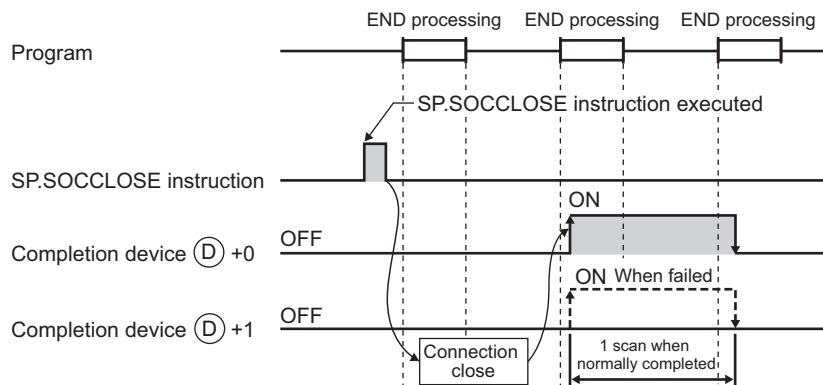 END processing END processing END processing
Program
SP.SOCCLOSE instruction executed
SP.SOCCLOSE instruction
ON
Completion device Ⓓ +0 OFF
ON When failed
Completion device Ⓓ +1 OFF
Connection close
1 scan when normally completed